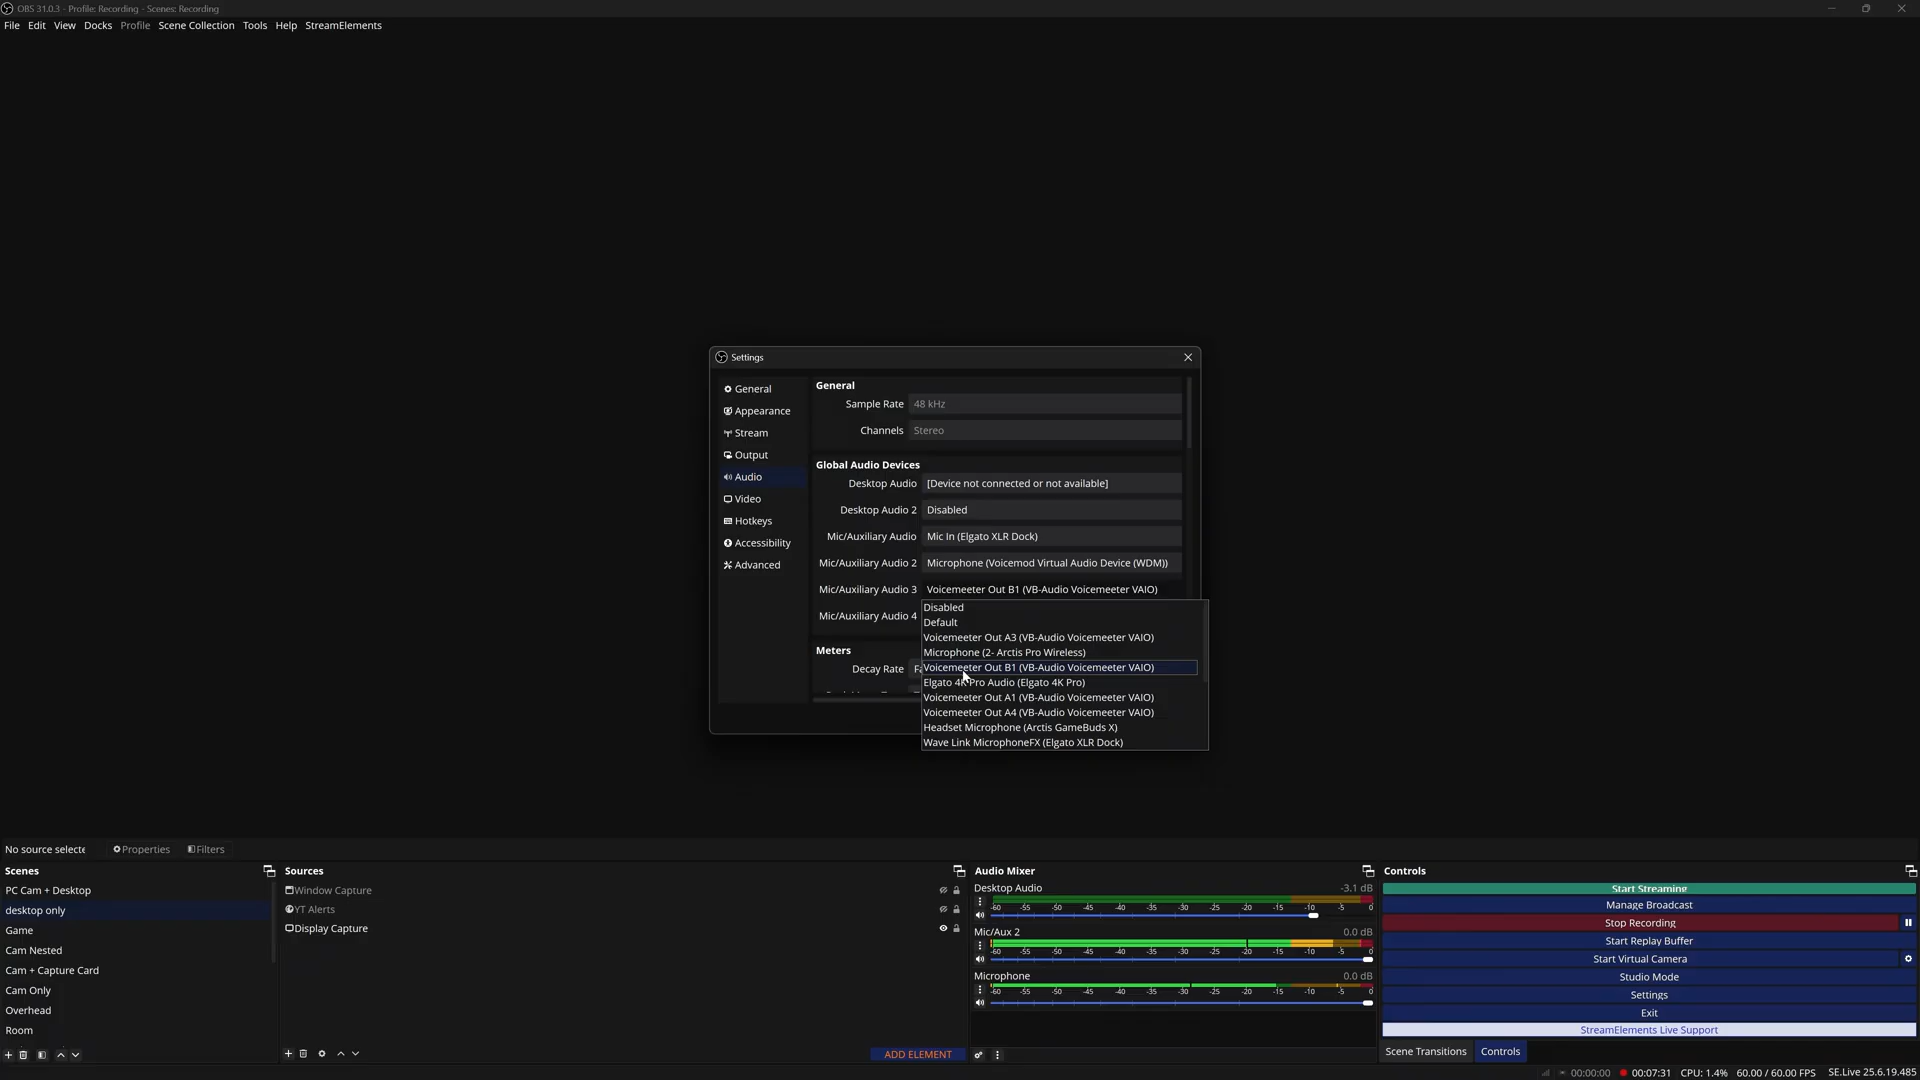 OBS 31.0.3 - Profile: Recording - Scenes: Recording
File Edit View Docks Profile Scene Collection Tools Help StreamElements
Settings
General
Appearance
Stream
Output
Audio
Video
Hotkeys
Accessibility
Advanced
General
Sample Rate 48 kHz
Channels Stereo
Global Audio Devices
Desktop Audio [Device not connected or not available]
Desktop Audio 2 Disabled
Mic/Auxiliary Audio Mic In (Elgato XLR Dock)
Mic/Auxiliary Audio 2 Microphone (Voicemod Virtual Audio Device (WDM))
Mic/Auxiliary Audio 3 Voicemeeter Out B1 (VB-Audio Voicemeeter VAIO)
Mic/Auxiliary Audio 4
Meters
Decay Rate
Disabled
Default
Voicemeeter Out A3 (VB-Audio Voicemeeter VAIO)
Microphone (2- Arctis Pro Wireless)
Voicemeeter Out B1 (VB-Audio Voicemeeter VAIO)
Elgato 4K Pro Audio (Elgato 4K Pro)
Voicemeeter Out A1 (VB-Audio Voicemeeter VAIO)
Voicemeeter Out A4 (VB-Audio Voicemeeter VAIO)
Headset Microphone (Arctis GameBuds X)
Wave Link MicrophoneFX (Elgato XLR Dock)
No source selecte Properties Filters
Scenes
PC Cam + Desktop
desktop only
Game
Cam Nested
Cam + Capture Card
Cam Only
Overhead
Room
Sources
Window Capture
YT Alerts
Display Capture
ADD ELEMENT
Audio Mixer
Desktop Audio -3.1 dB
-60 -55 -50 -45 -40 -35 -30 -25 -20 -15 -10 -5 0
Mic/Aux 2 0.0 dB
-60 -55 -50 -45 -40 -35 -30 -25 -20 -15 -10 -5 0
Microphone 0.0 dB
-60 -55 -50 -45 -40 -35 -30 -25 -20 -15 -10 -5 0
Controls
Start Streaming
Manage Broadcast
Stop Recording
Start Replay Buffer
Start Virtual Camera
Studio Mode
Settings
Exit
StreamElements Live Support
Scene Transitions Controls
00:00:00 00:07:31 CPU: 1.4% 60.00 / 60.00 FPS SE.Live 25.6.19.485